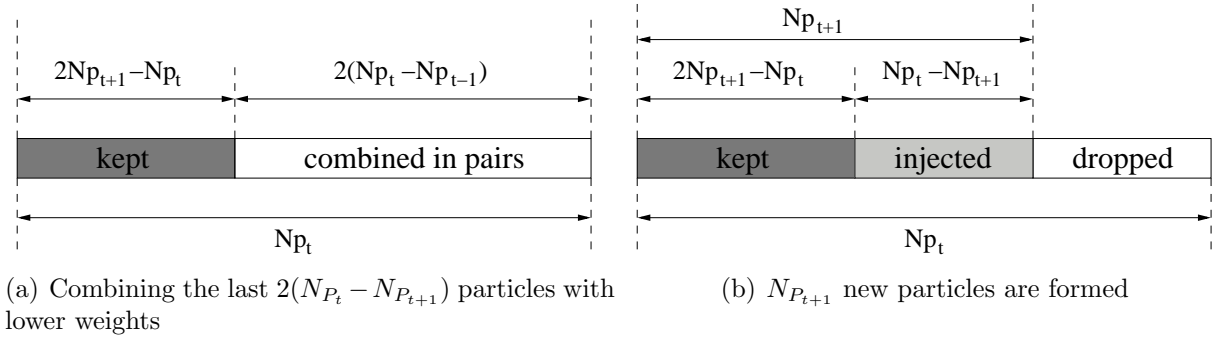 2Np_{t+1} – Np_t
2(Np_t – Np_{t–1})
kept
combined in pairs
Np_t
(a) Combining the last 2(N_{P_t} − N_{P_{t+1}}) particles with
lower weights
Np_{t+1}
2Np_{t+1} – Np_t
Np_t – Np_{t+1}
kept
injected
dropped
Np_t
(b) N_{P_{t+1}} new particles are formed